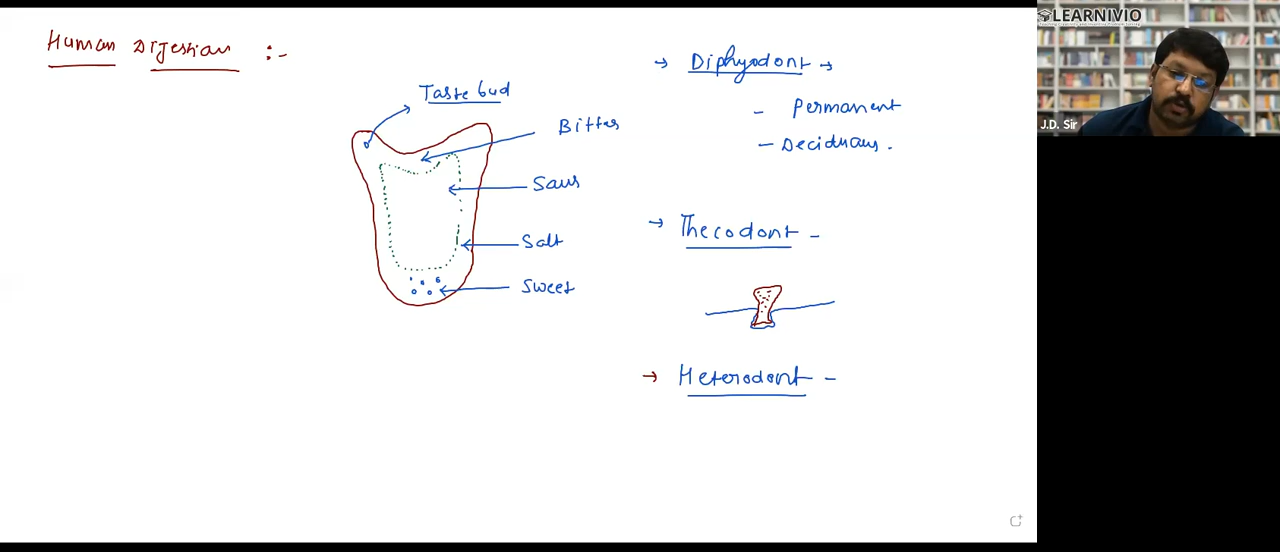 Human Digestion :-
Taste bud
Bitter
Sour
Salt
Sweet
→ Diphyodont →
- Permanent
- Deciduous.
→ Thecodont -
→ Heterodont -
LEARNIVIO
J.D. Sir